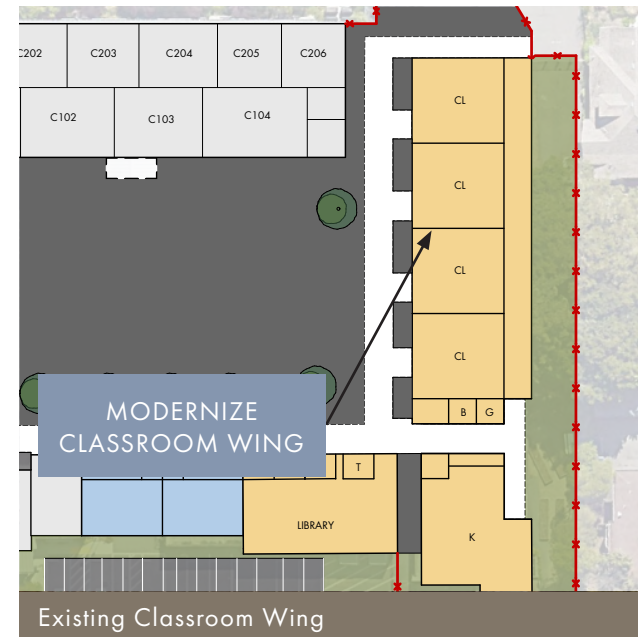 C202 C203 C204 C205 C206
C102 C103 C104
CL
CL
CL
CL
B G
MODERNIZE
CLASSROOM WING
T
LIBRARY
K
Existing Classroom Wing